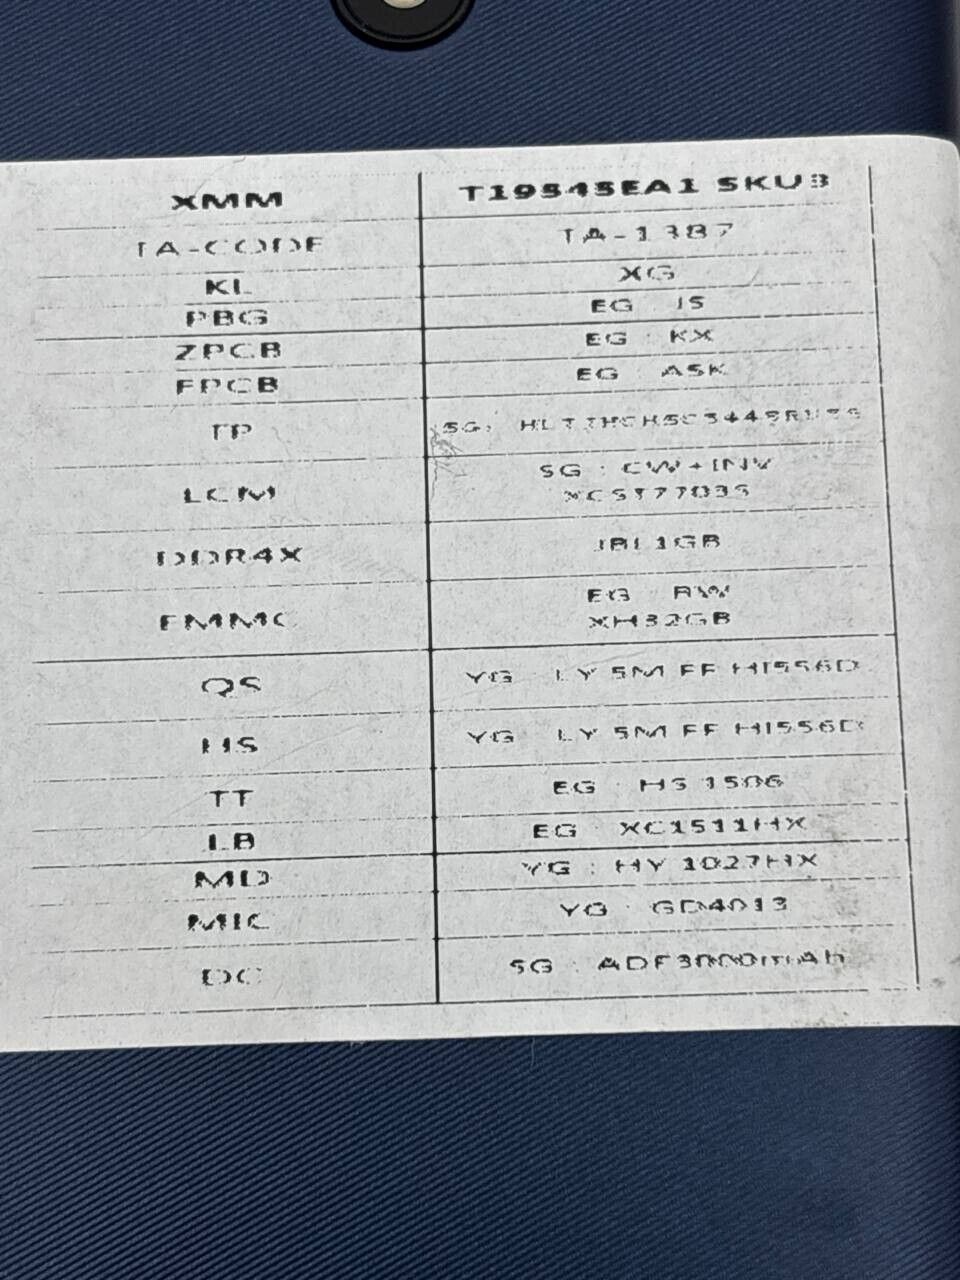 XMM T19545EA1 SKU3
TA-CODE TA-1387
KL XG
PBG EG JS
ZPCB EG : KX
FPCB EG : ASK
TP SG:
LCM SG : CW+INV
XCST7703S
DDR4X JBL1GB
EMMC EG : RW
XH32GB
QS YG : LY 5M FF HI556D
HS YG : LY 5M FF HI556D
TT EG : HS 1506
LB EG : XC1511HX
MD YG : HY 1027HX
MIC YG : GD4013
DC SG : ADF3000mAh